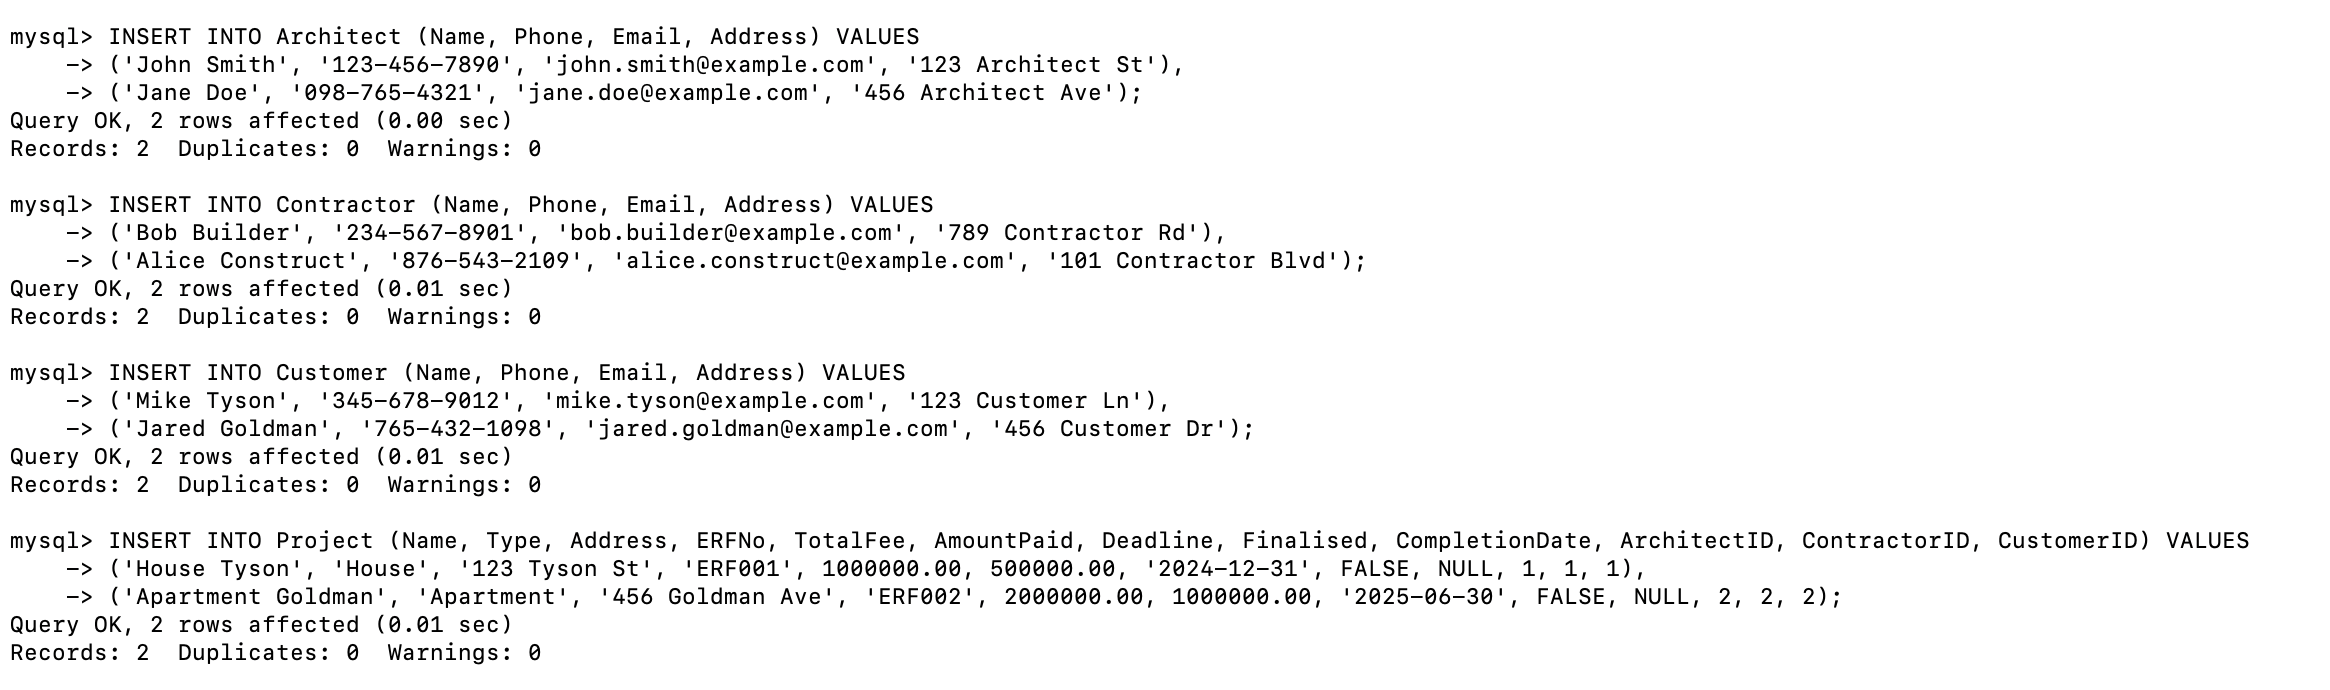 mysql> INSERT INTO Architect (Name, Phone, Email, Address) VALUES
    -> ('John Smith', '123-456-7890', 'john.smith@example.com', '123 Architect St'),
    -> ('Jane Doe', '098-765-4321', 'jane.doe@example.com', '456 Architect Ave');
Query OK, 2 rows affected (0.00 sec)
Records: 2  Duplicates: 0  Warnings: 0

mysql> INSERT INTO Contractor (Name, Phone, Email, Address) VALUES
    -> ('Bob Builder', '234-567-8901', 'bob.builder@example.com', '789 Contractor Rd'),
    -> ('Alice Construct', '876-543-2109', 'alice.construct@example.com', '101 Contractor Blvd');
Query OK, 2 rows affected (0.01 sec)
Records: 2  Duplicates: 0  Warnings: 0

mysql> INSERT INTO Customer (Name, Phone, Email, Address) VALUES
    -> ('Mike Tyson', '345-678-9012', 'mike.tyson@example.com', '123 Customer Ln'),
    -> ('Jared Goldman', '765-432-1098', 'jared.goldman@example.com', '456 Customer Dr');
Query OK, 2 rows affected (0.01 sec)
Records: 2  Duplicates: 0  Warnings: 0

mysql> INSERT INTO Project (Name, Type, Address, ERFNo, TotalFee, AmountPaid, Deadline, Finalised, CompletionDate, ArchitectID, ContractorID, CustomerID) VALUES
    -> ('House Tyson', 'House', '123 Tyson St', 'ERF001', 1000000.00, 500000.00, '2024-12-31', FALSE, NULL, 1, 1, 1),
    -> ('Apartment Goldman', 'Apartment', '456 Goldman Ave', 'ERF002', 2000000.00, 1000000.00, '2025-06-30', FALSE, NULL, 2, 2, 2);
Query OK, 2 rows affected (0.01 sec)
Records: 2  Duplicates: 0  Warnings: 0